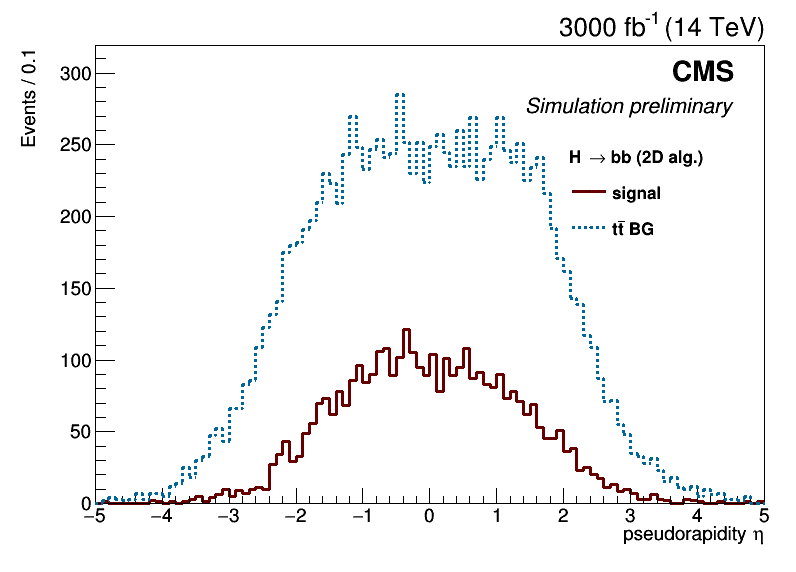 3000 fb⁻¹ (14 TeV)
CMS
Simulation preliminary
H → bb (2D alg.)
signal
tt̄ BG
Events / 0.1
300
250
200
150
100
50
0
−5 −4 −3 −2 −1 0 1 2 3 4 5
pseudorapidity η